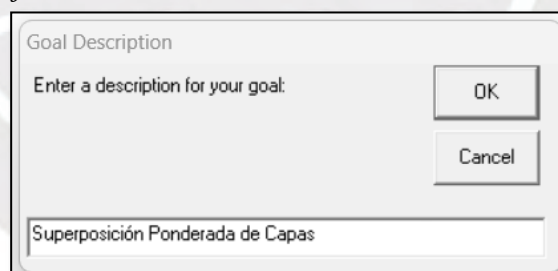 Goal Description
Enter a description for your goal:
OK
Cancel
Superposición Ponderada de Capas